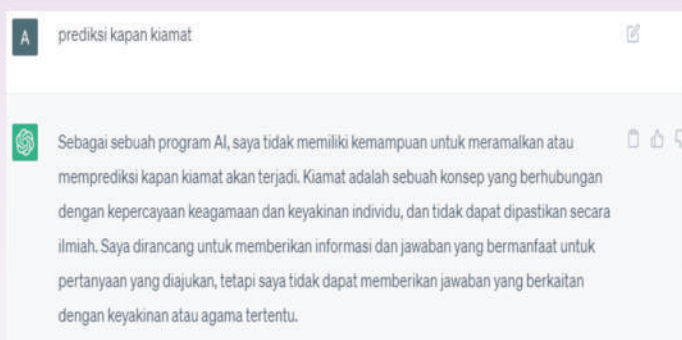 A
prediksi kapan kiamat
Sebagai sebuah program AI, saya tidak memiliki kemampuan untuk meramalkan atau
memprediksi kapan kiamat akan terjadi. Kiamat adalah sebuah konsep yang berhubungan
dengan kepercayaan keagamaan dan keyakinan individu, dan tidak dapat dipastikan secara
ilmiah. Saya dirancang untuk memberikan informasi dan jawaban yang bermanfaat untuk
pertanyaan yang diajukan, tetapi saya tidak dapat memberikan jawaban yang berkaitan
dengan keyakinan atau agama tertentu.